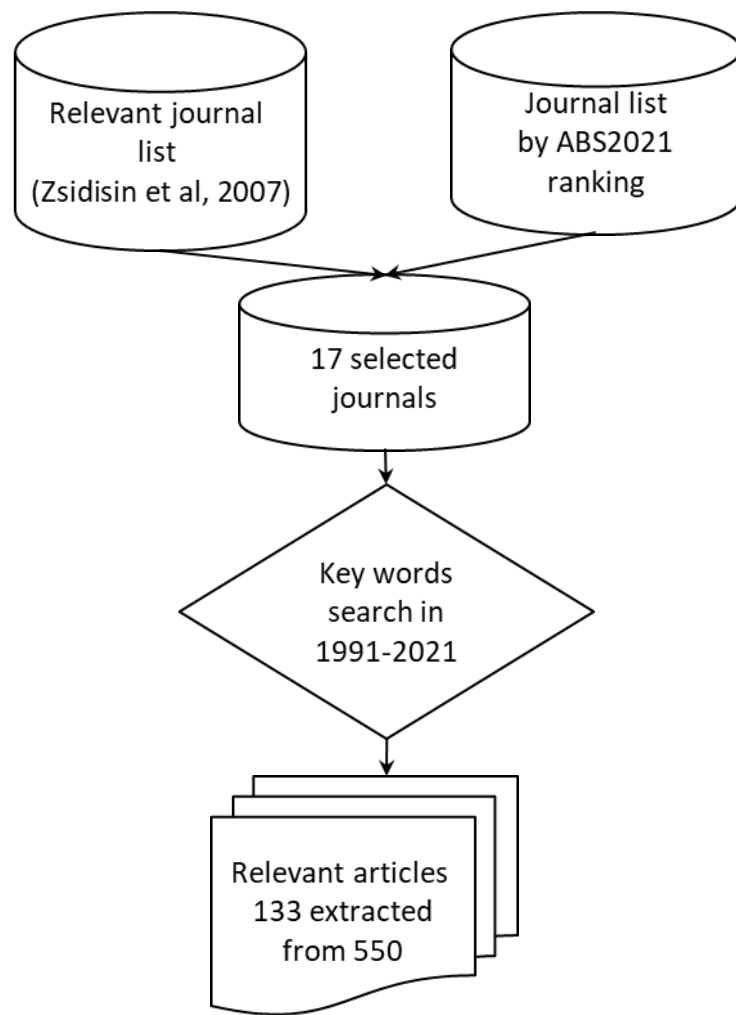 Relevant journal
list
(Zsidisin et al, 2007)
Journal list
by ABS2021
ranking
17 selected
journals
Key words
search in
1991-2021
Relevant articles
133 extracted
from 550